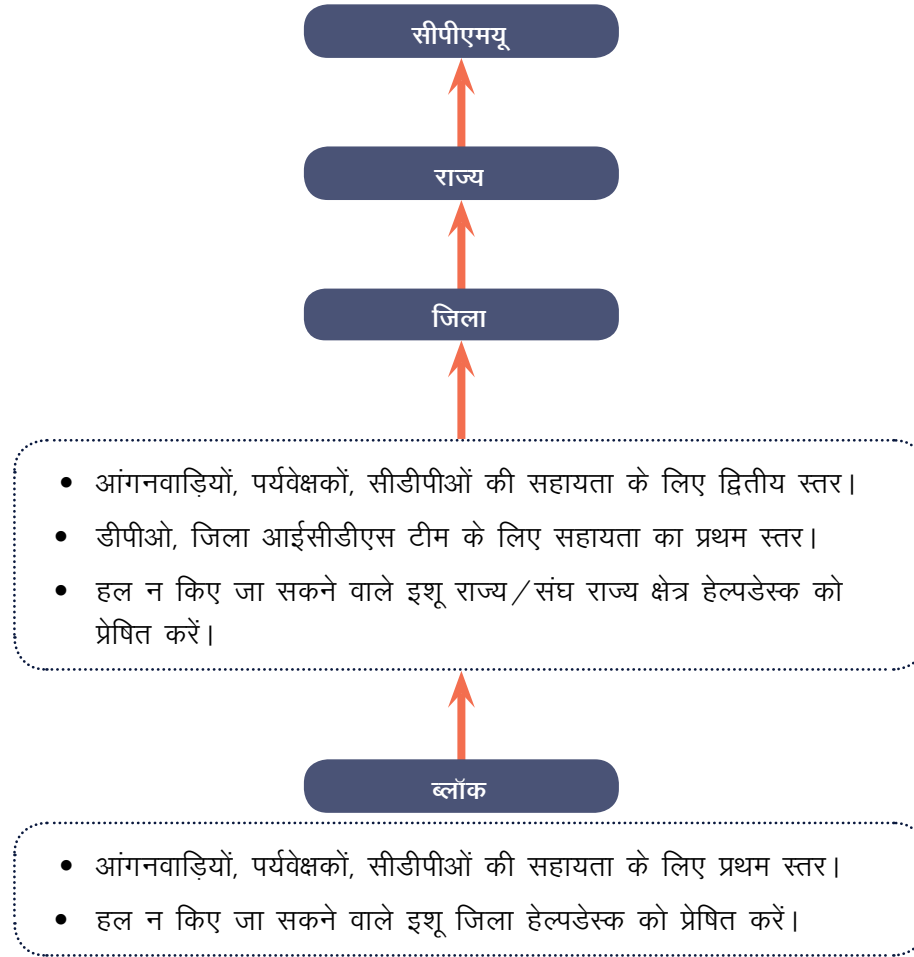 सीपीएमयू
राज्य
जिला
• आंगनवाड़ियों, पर्यवेक्षकों, सीडीपीओं की सहायता के लिए द्वितीय स्तर।
• डीपीओ, जिला आईसीडीएस टीम के लिए सहायता का प्रथम स्तर।
• हल न किए जा सकने वाले इशू राज्य/संघ राज्य क्षेत्र हेल्पडेस्क को
प्रेषित करें।
ब्लॉक
• आंगनवाड़ियों, पर्यवेक्षकों, सीडीपीओं की सहायता के लिए प्रथम स्तर।
• हल न किए जा सकने वाले इशू जिला हेल्पडेस्क को प्रेषित करें।